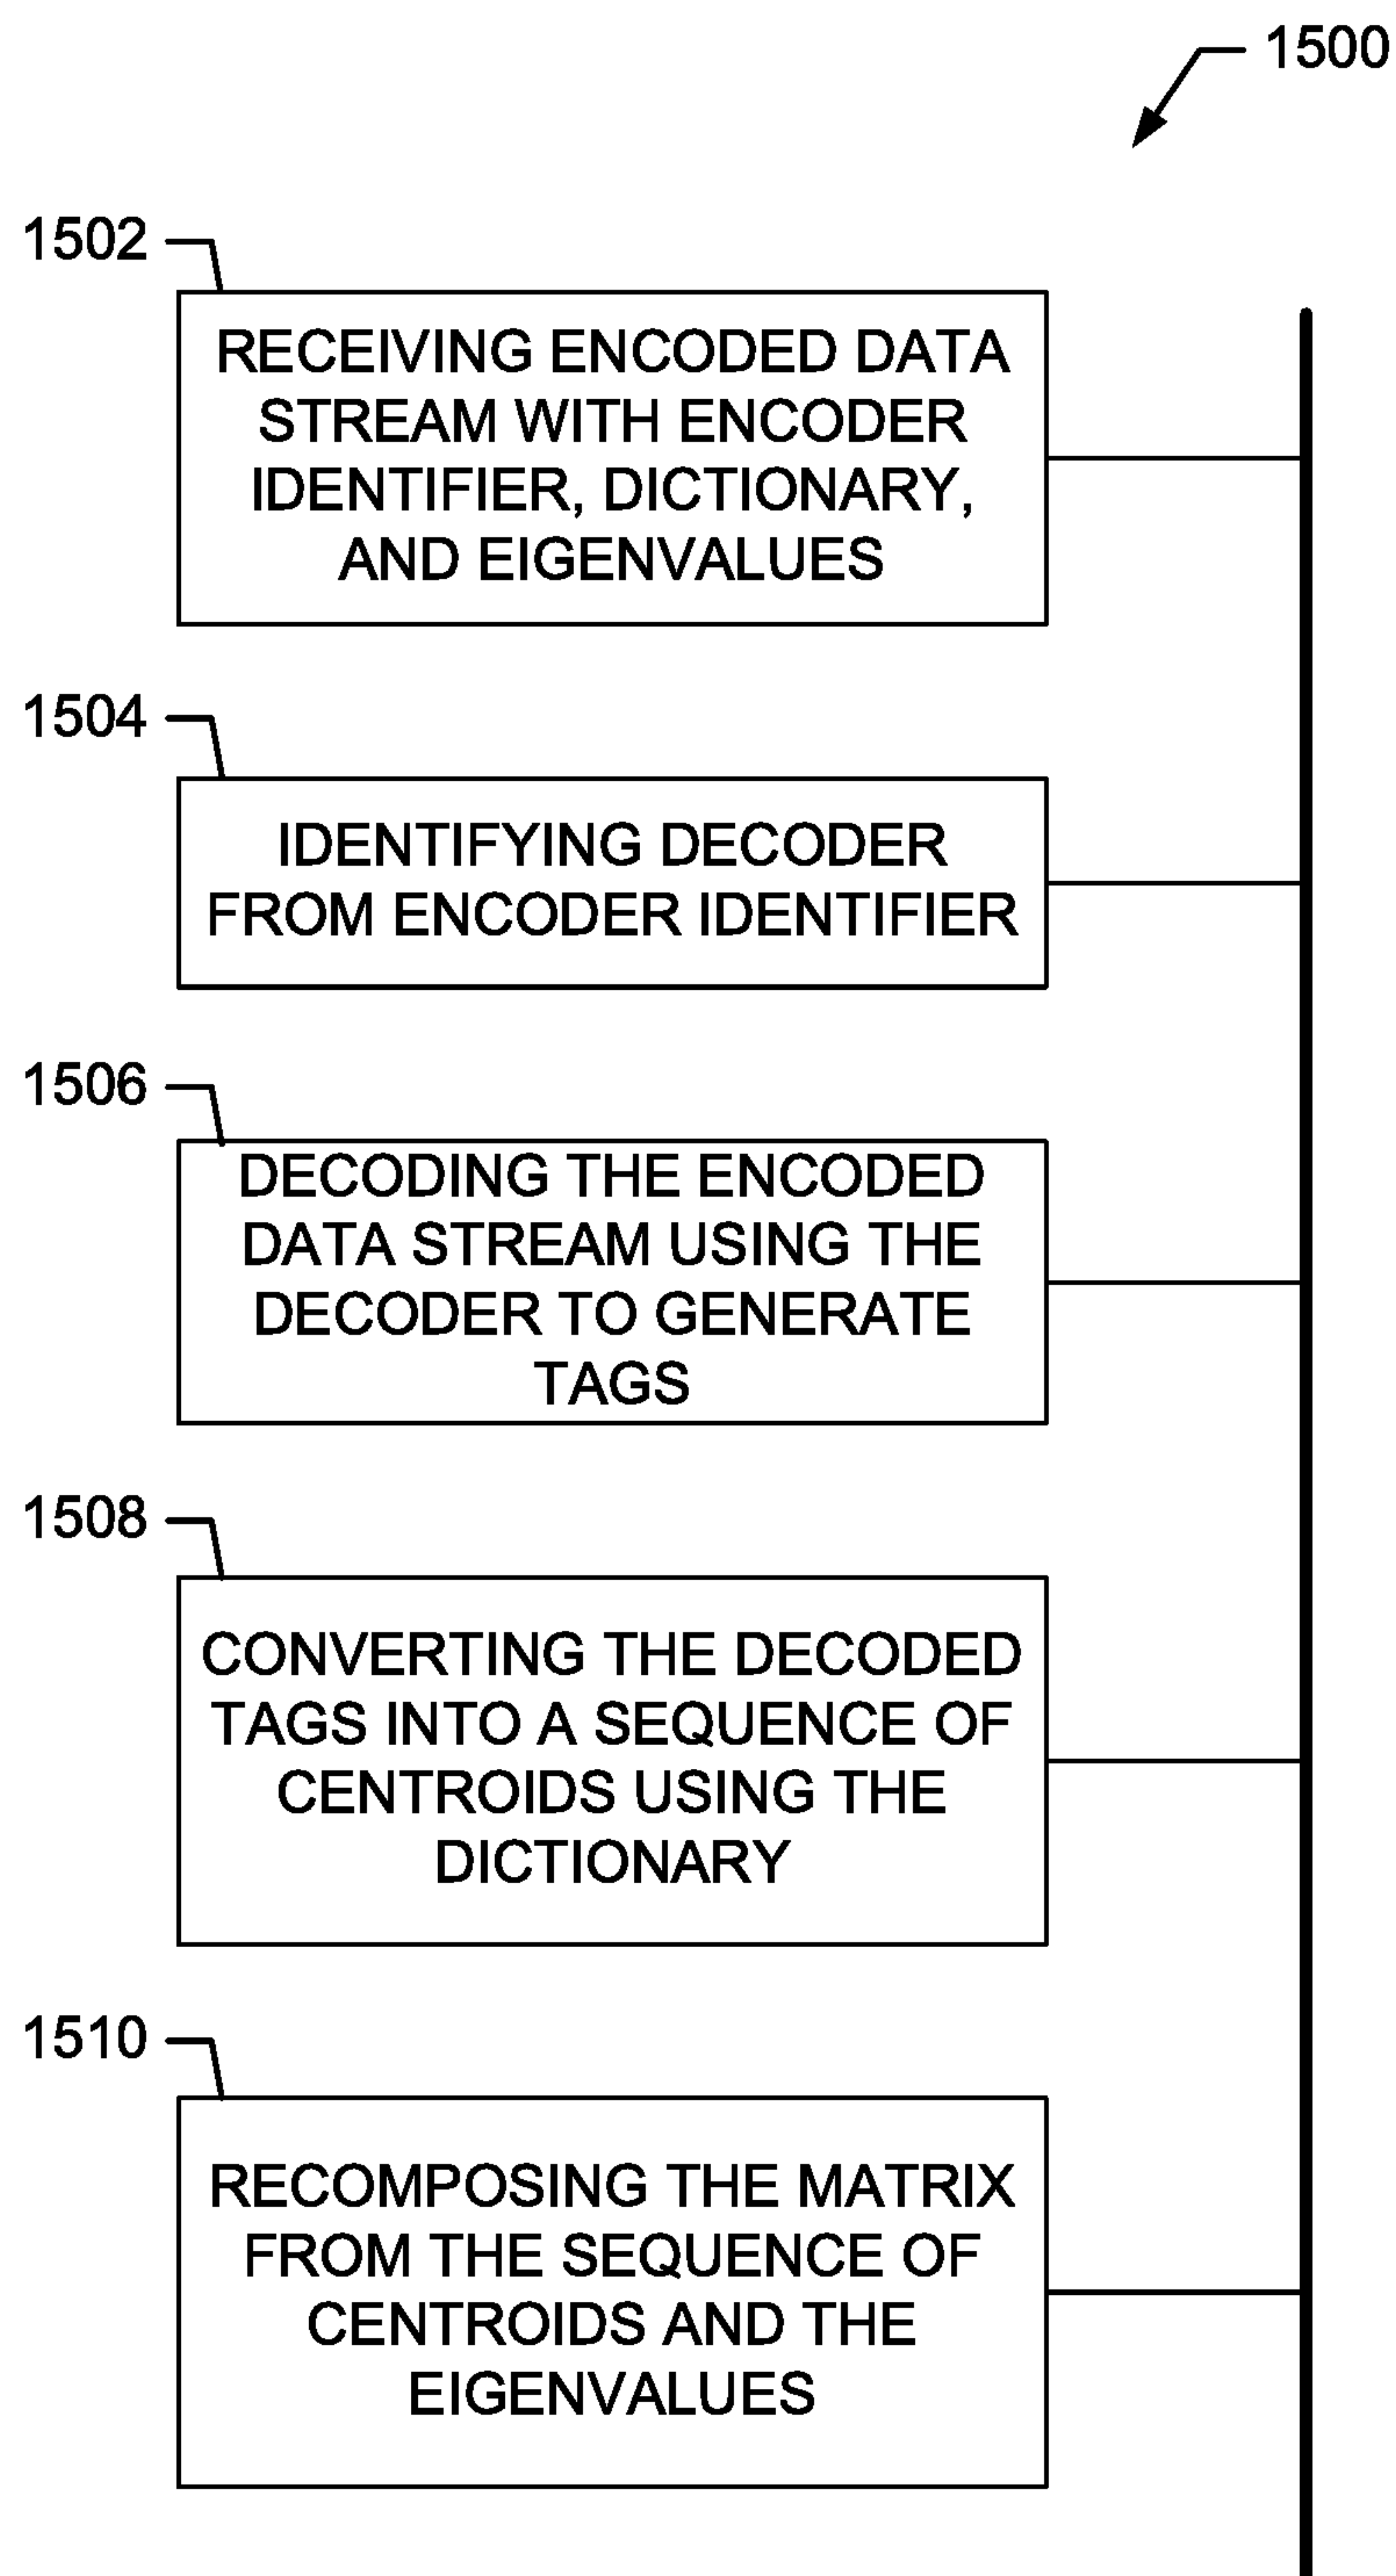 1500
1502
RECEIVING ENCODED DATA
STREAM WITH ENCODER
IDENTIFIER, DICTIONARY,
AND EIGENVALUES
1504
IDENTIFYING DECODER
FROM ENCODER IDENTIFIER
1506
DECODING THE ENCODED
DATA STREAM USING THE
DECODER TO GENERATE
TAGS
1508
CONVERTING THE DECODED
TAGS INTO A SEQUENCE OF
CENTROIDS USING THE
DICTIONARY
1510
RECOMPOSING THE MATRIX
FROM THE SEQUENCE OF
CENTROIDS AND THE
EIGENVALUES